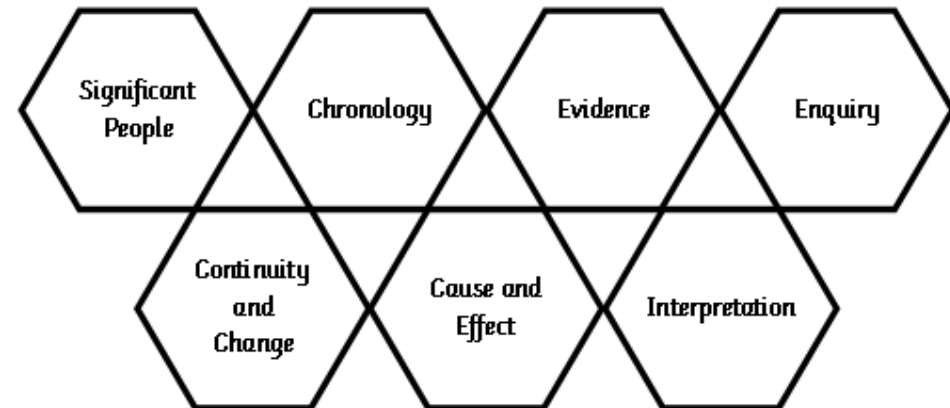 Significant
People
Chronology
Evidence
Enquiry
Continuity
and
Change
Cause and
Effect
Interpretation